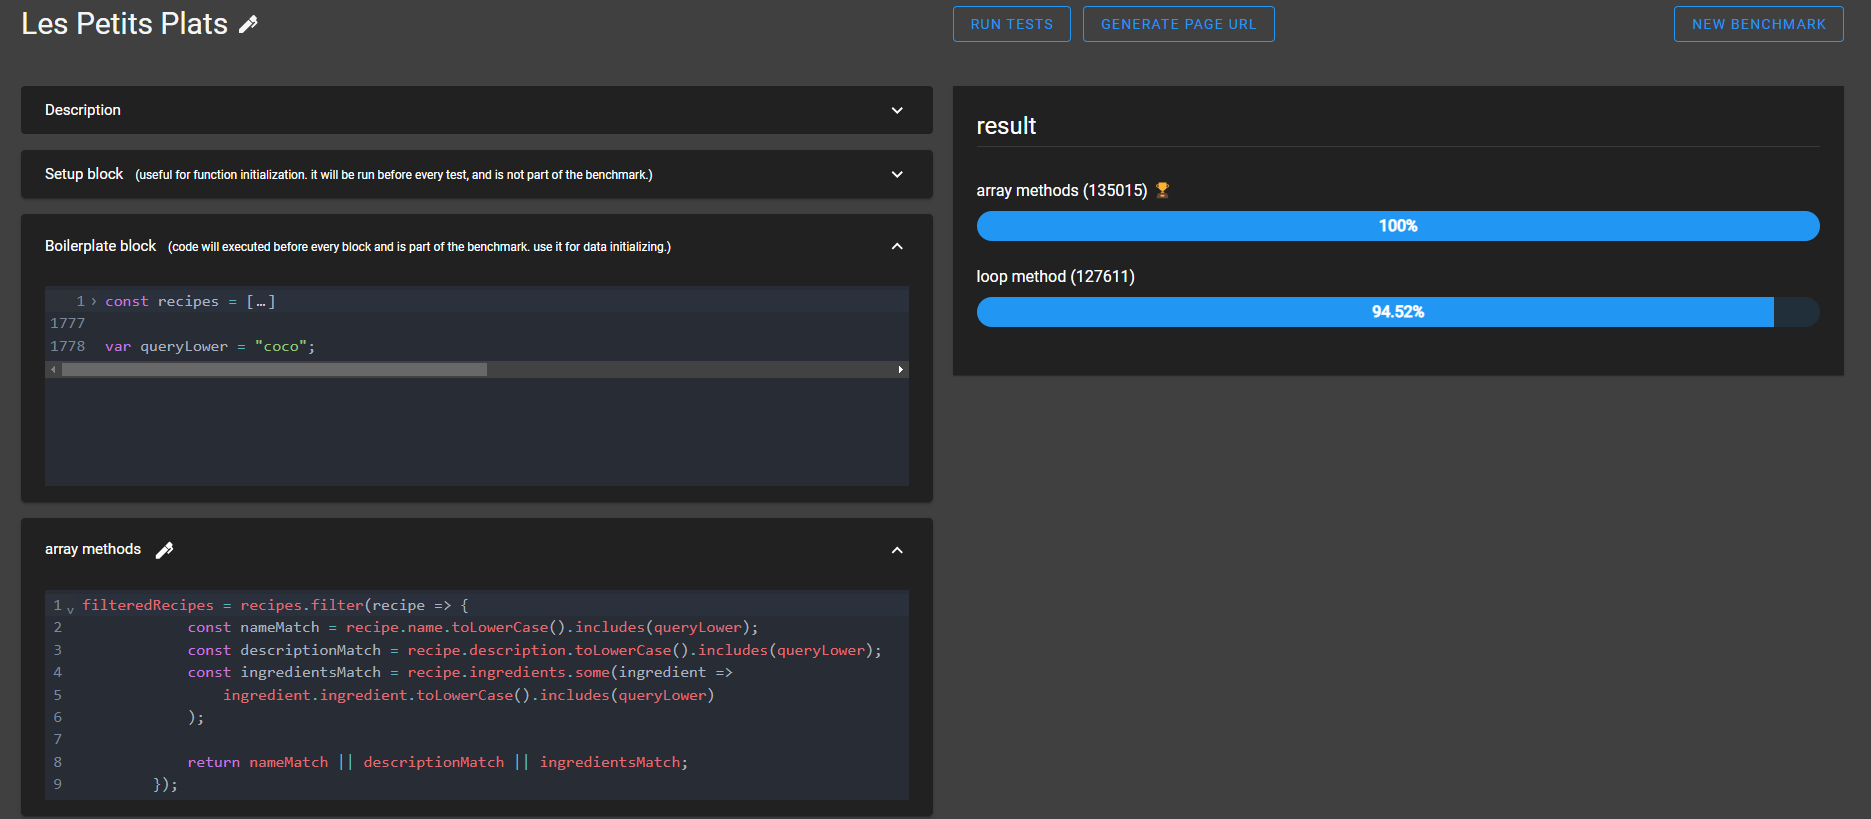 Les Petits Plats
RUN TESTS
GENERATE PAGE URL
NEW BENCHMARK
Description
Setup block (useful for function initialization. it will be run before every test, and is not part of the benchmark.)
Boilerplate block (code will executed before every block and is part of the benchmark. use it for data initializing.)
1 const recipes = […]
1777
1778 var queryLower = "coco";
array methods
1 filteredRecipes = recipes.filter(recipe => {
2 const nameMatch = recipe.name.toLowerCase().includes(queryLower);
3 const descriptionMatch = recipe.description.toLowerCase().includes(queryLower);
4 const ingredientsMatch = recipe.ingredients.some(ingredient =>
5 ingredient.ingredient.toLowerCase().includes(queryLower)
6 );
7
8 return nameMatch || descriptionMatch || ingredientsMatch;
9 });
result
array methods (135015) 🏆
100%
loop method (127611)
94.52%